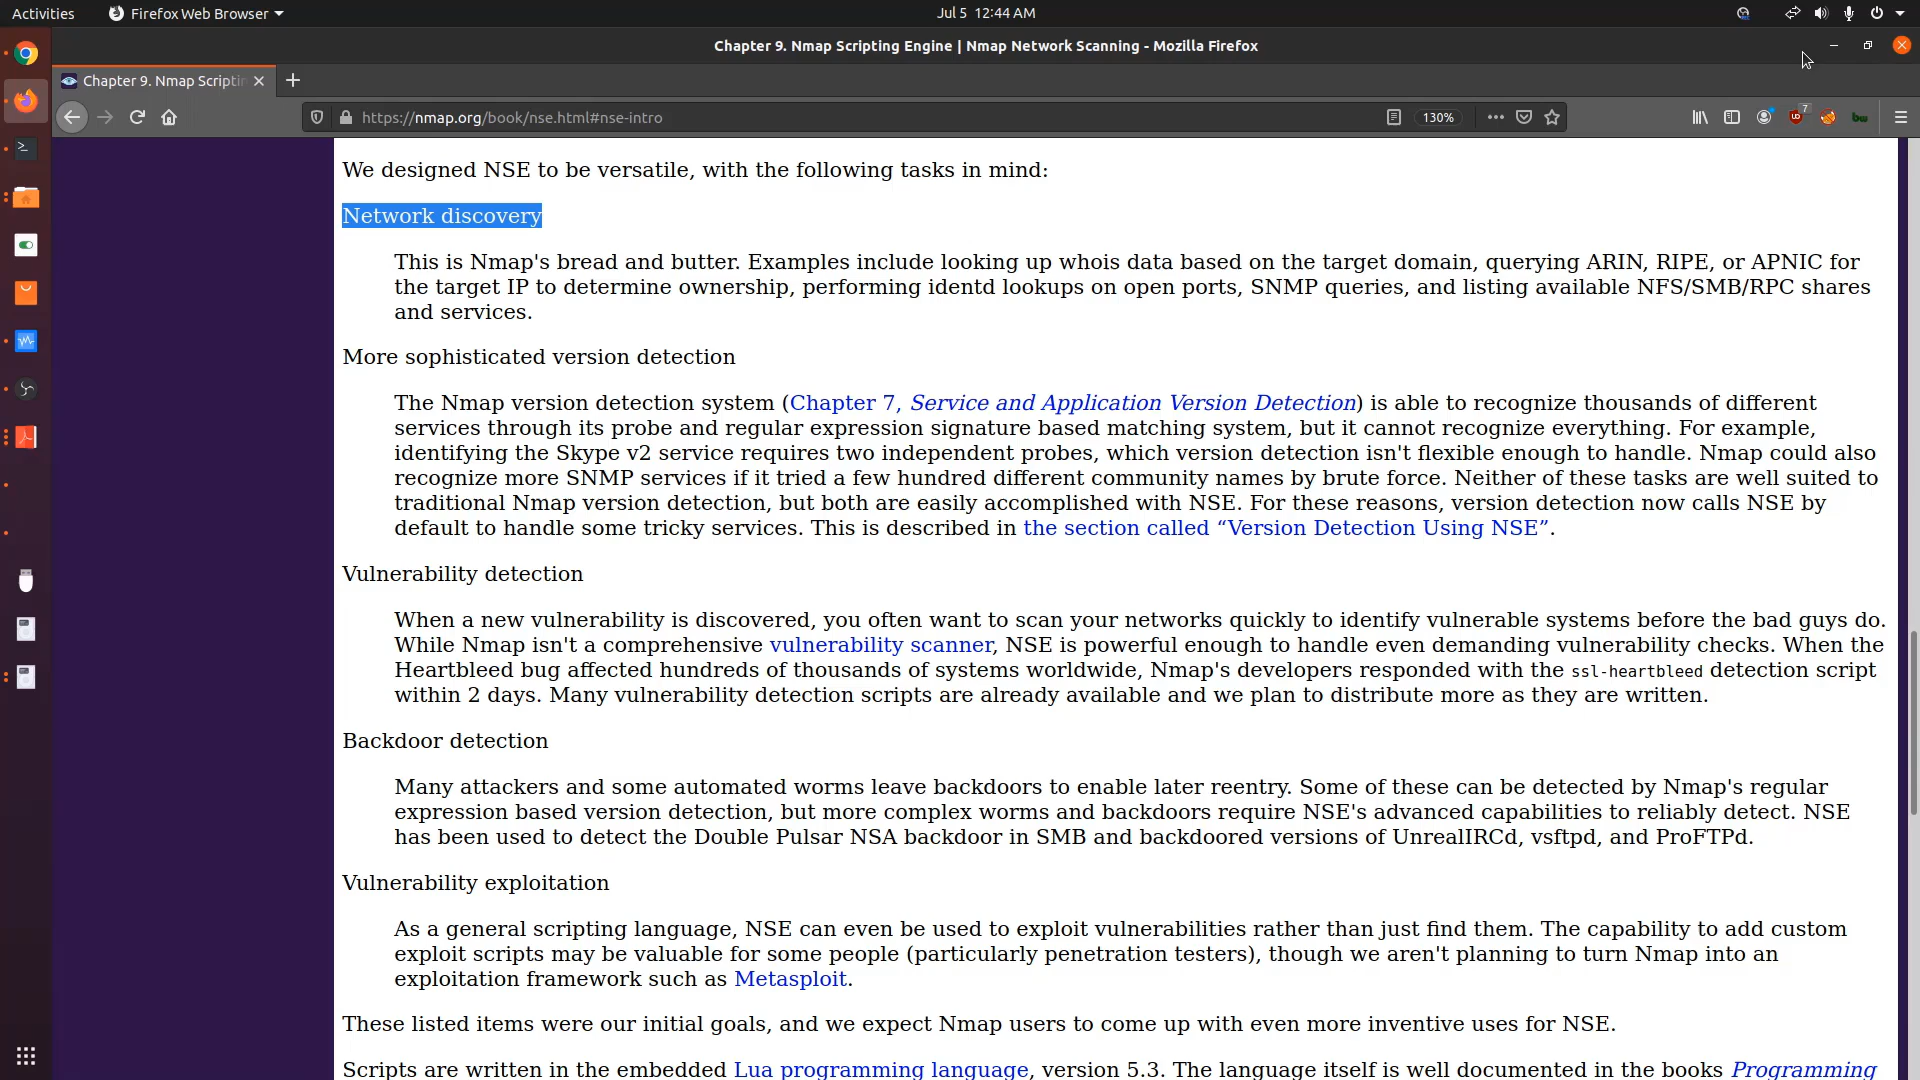 Activities
Firefox Web Browser
Jul 5 12:44 AM
Chapter 9. Nmap Scripting Engine | Nmap Network Scanning - Mozilla Firefox
Chapter 9. Nmap Scriptin
https://nmap.org/book/nse.html#nse-intro
130%
7
We designed NSE to be versatile, with the following tasks in mind:
Network discovery
This is Nmap's bread and butter. Examples include looking up whois data based on the target domain, querying ARIN, RIPE, or APNIC for
the target IP to determine ownership, performing identd lookups on open ports, SNMP queries, and listing available NFS/SMB/RPC shares
and services.
More sophisticated version detection
The Nmap version detection system (Chapter 7, Service and Application Version Detection) is able to recognize thousands of different
services through its probe and regular expression signature based matching system, but it cannot recognize everything. For example,
identifying the Skype v2 service requires two independent probes, which version detection isn't flexible enough to handle. Nmap could also
recognize more SNMP services if it tried a few hundred different community names by brute force. Neither of these tasks are well suited to
traditional Nmap version detection, but both are easily accomplished with NSE. For these reasons, version detection now calls NSE by
default to handle some tricky services. This is described in the section called “Version Detection Using NSE”.
Vulnerability detection
When a new vulnerability is discovered, you often want to scan your networks quickly to identify vulnerable systems before the bad guys do.
While Nmap isn't a comprehensive vulnerability scanner, NSE is powerful enough to handle even demanding vulnerability checks. When the
Heartbleed bug affected hundreds of thousands of systems worldwide, Nmap's developers responded with the ssl-heartbleed detection script
within 2 days. Many vulnerability detection scripts are already available and we plan to distribute more as they are written.
Backdoor detection
Many attackers and some automated worms leave backdoors to enable later reentry. Some of these can be detected by Nmap's regular
expression based version detection, but more complex worms and backdoors require NSE's advanced capabilities to reliably detect. NSE
has been used to detect the Double Pulsar NSA backdoor in SMB and backdoored versions of UnrealIRCd, vsftpd, and ProFTPd.
Vulnerability exploitation
As a general scripting language, NSE can even be used to exploit vulnerabilities rather than just find them. The capability to add custom
exploit scripts may be valuable for some people (particularly penetration testers), though we aren't planning to turn Nmap into an
exploitation framework such as Metasploit.
These listed items were our initial goals, and we expect Nmap users to come up with even more inventive uses for NSE.
Scripts are written in the embedded Lua programming language, version 5.3. The language itself is well documented in the books Programming